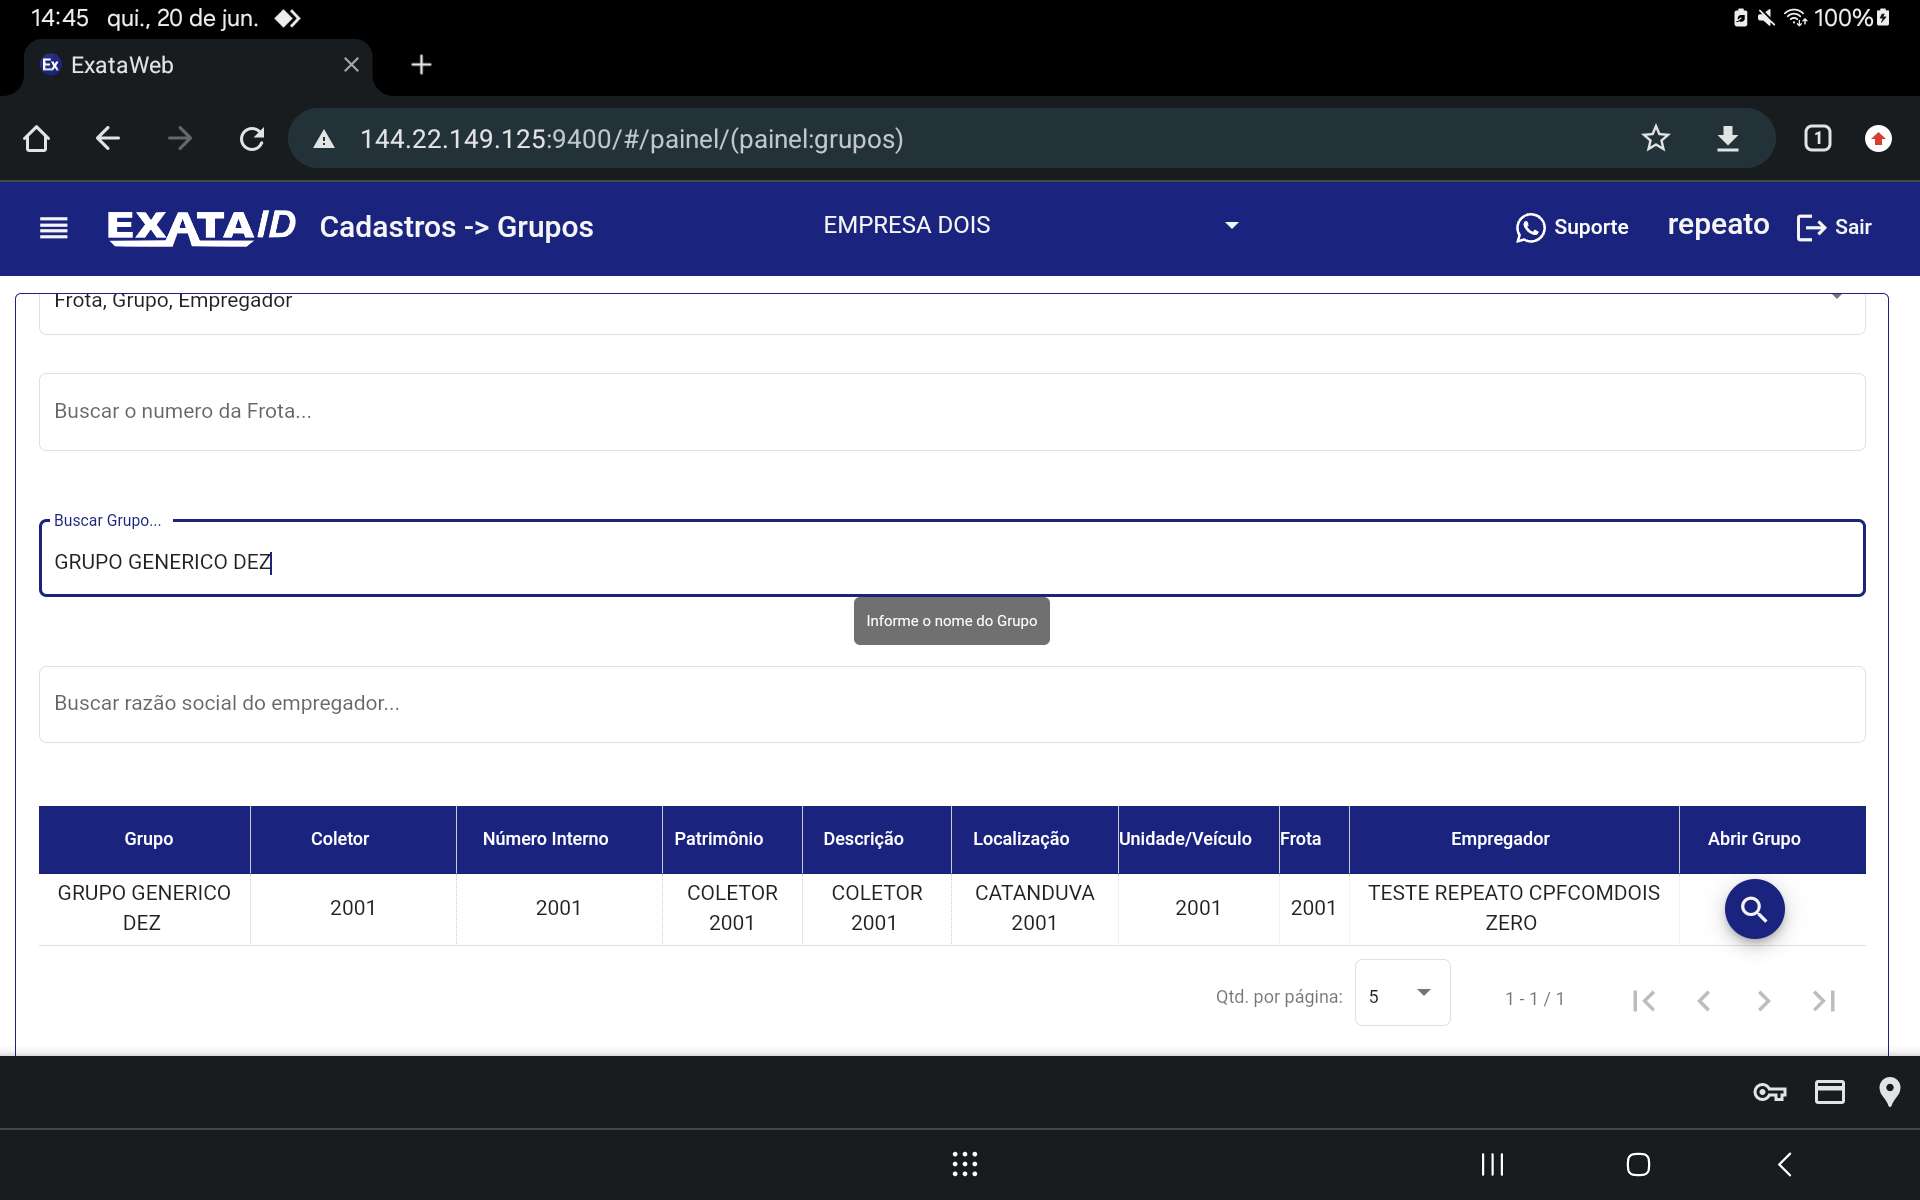 14:45 qui., 20 de jun. 100%
Ex ExataWeb
144.22.149.125:9400/#/painel/(painel:grupos) 1
EXATA/ID Cadastros -> Grupos EMPRESA DOIS Suporte repeato Sair
Frota, Grupo, Empregador
Buscar o numero da Frota...
Buscar Grupo...
GRUPO GENERICO DEZ
Informe o nome do Grupo
Buscar razão social do empregador...
Grupo Coletor Número Interno Patrimônio Descrição Localização Unidade/Veículo Frota Empregador Abrir Grupo
GRUPO GENERICO DEZ 2001 2001 COLETOR 2001 COLETOR 2001 CATANDUVA 2001 2001 2001 TESTE REPEATO CPFCOMDOIS ZERO
Qtd. por página: 5 1 - 1 / 1